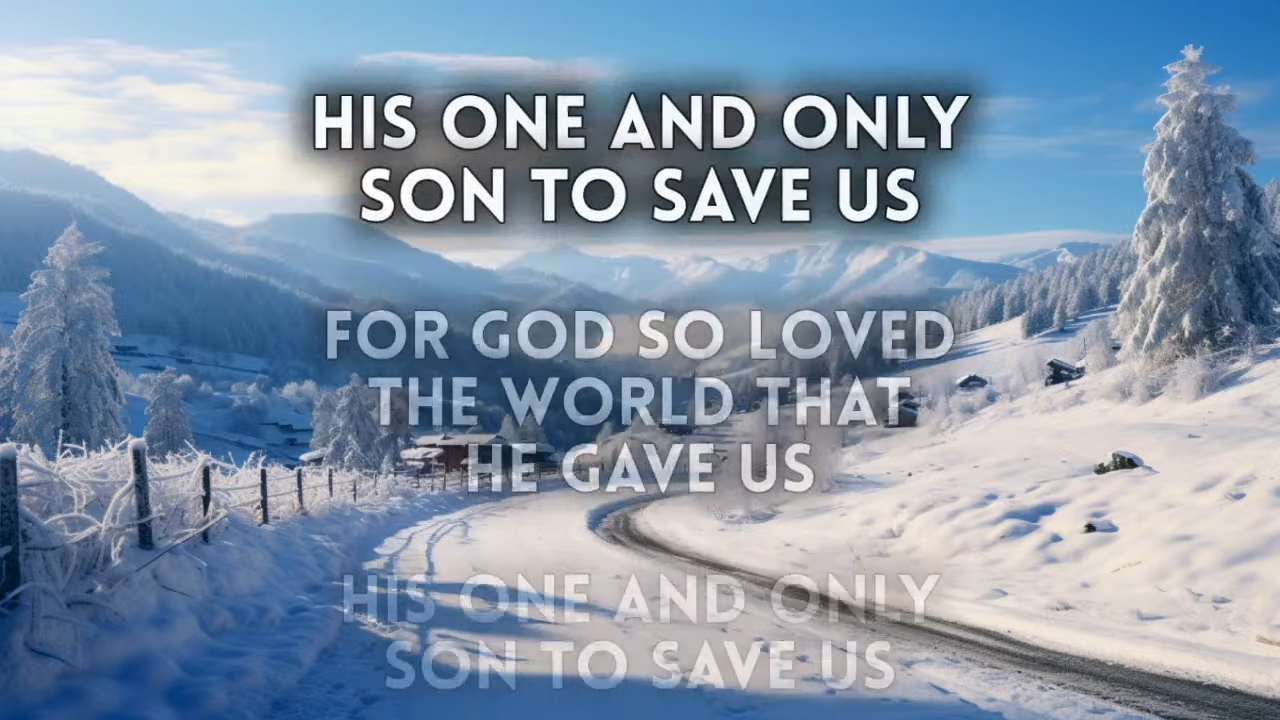 HIS ONE AND ONLY
SON TO SAVE US
FOR GOD SO LOVED
THE WORLD THAT
HE GAVE US
HIS ONE AND ONLY
SON TO SAVE US